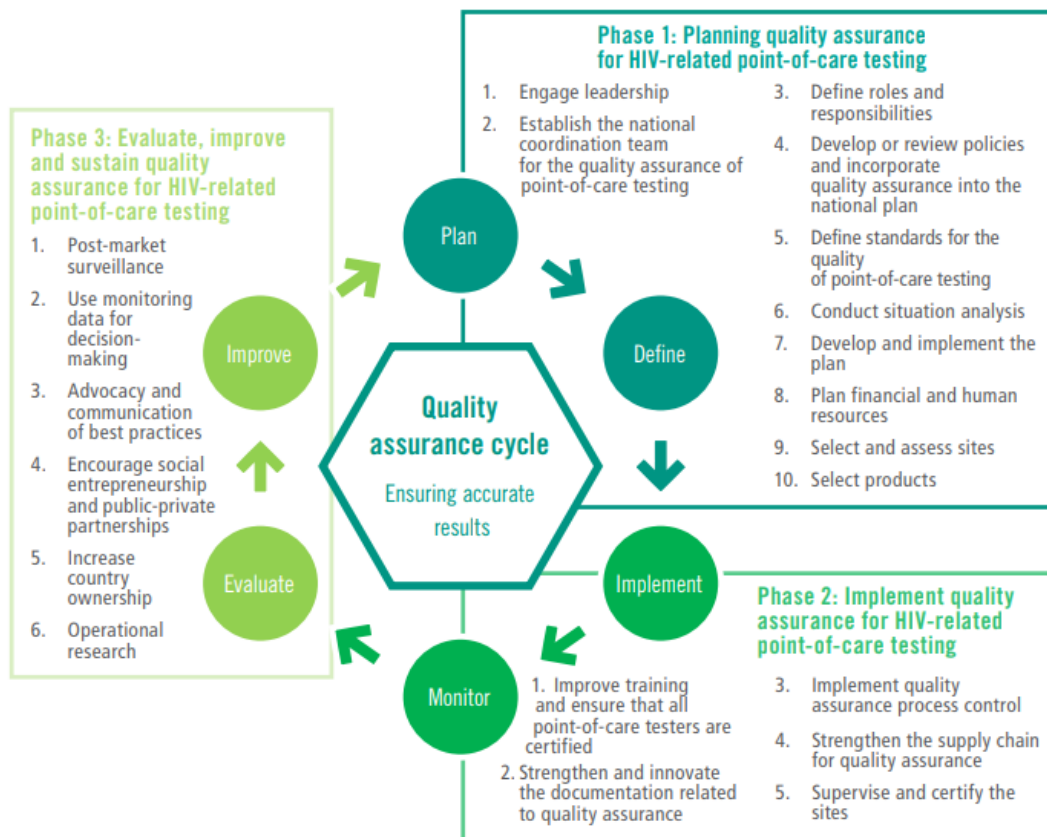 Phase 1: Planning quality assurance
for HIV-related point-of-care testing
1. Engage leadership
2. Establish the national
coordination team
for the quality assurance of
point-of-care testing
3. Define roles and
responsibilities
4. Develop or review policies
and incorporate
quality assurance into the
national plan
5. Define standards for the
quality
of point-of-care testing
6. Conduct situation analysis
7. Develop and implement the
plan
8. Plan financial and human
resources
9. Select and assess sites
10. Select products
Phase 3: Evaluate, improve
and sustain quality
assurance for HIV-related
point-of-care testing
1. Post-market
surveillance
2. Use monitoring
data for
decision-
making
3. Advocacy and
communication
of best practices
4. Encourage social
entrepreneurship
and public-private
partnerships
5. Increase
country
ownership
6. Operational
research
Plan
Define
Implement
Monitor
Evaluate
Improve
Quality
assurance cycle
Ensuring accurate
results
Phase 2: Implement quality
assurance for HIV-related
point-of-care testing
1. Improve training
and ensure that all
point-of-care testers are
certified
2. Strengthen and innovate
the documentation related
to quality assurance
3. Implement quality
assurance process control
4. Strengthen the supply chain
for quality assurance
5. Supervise and certify the
sites